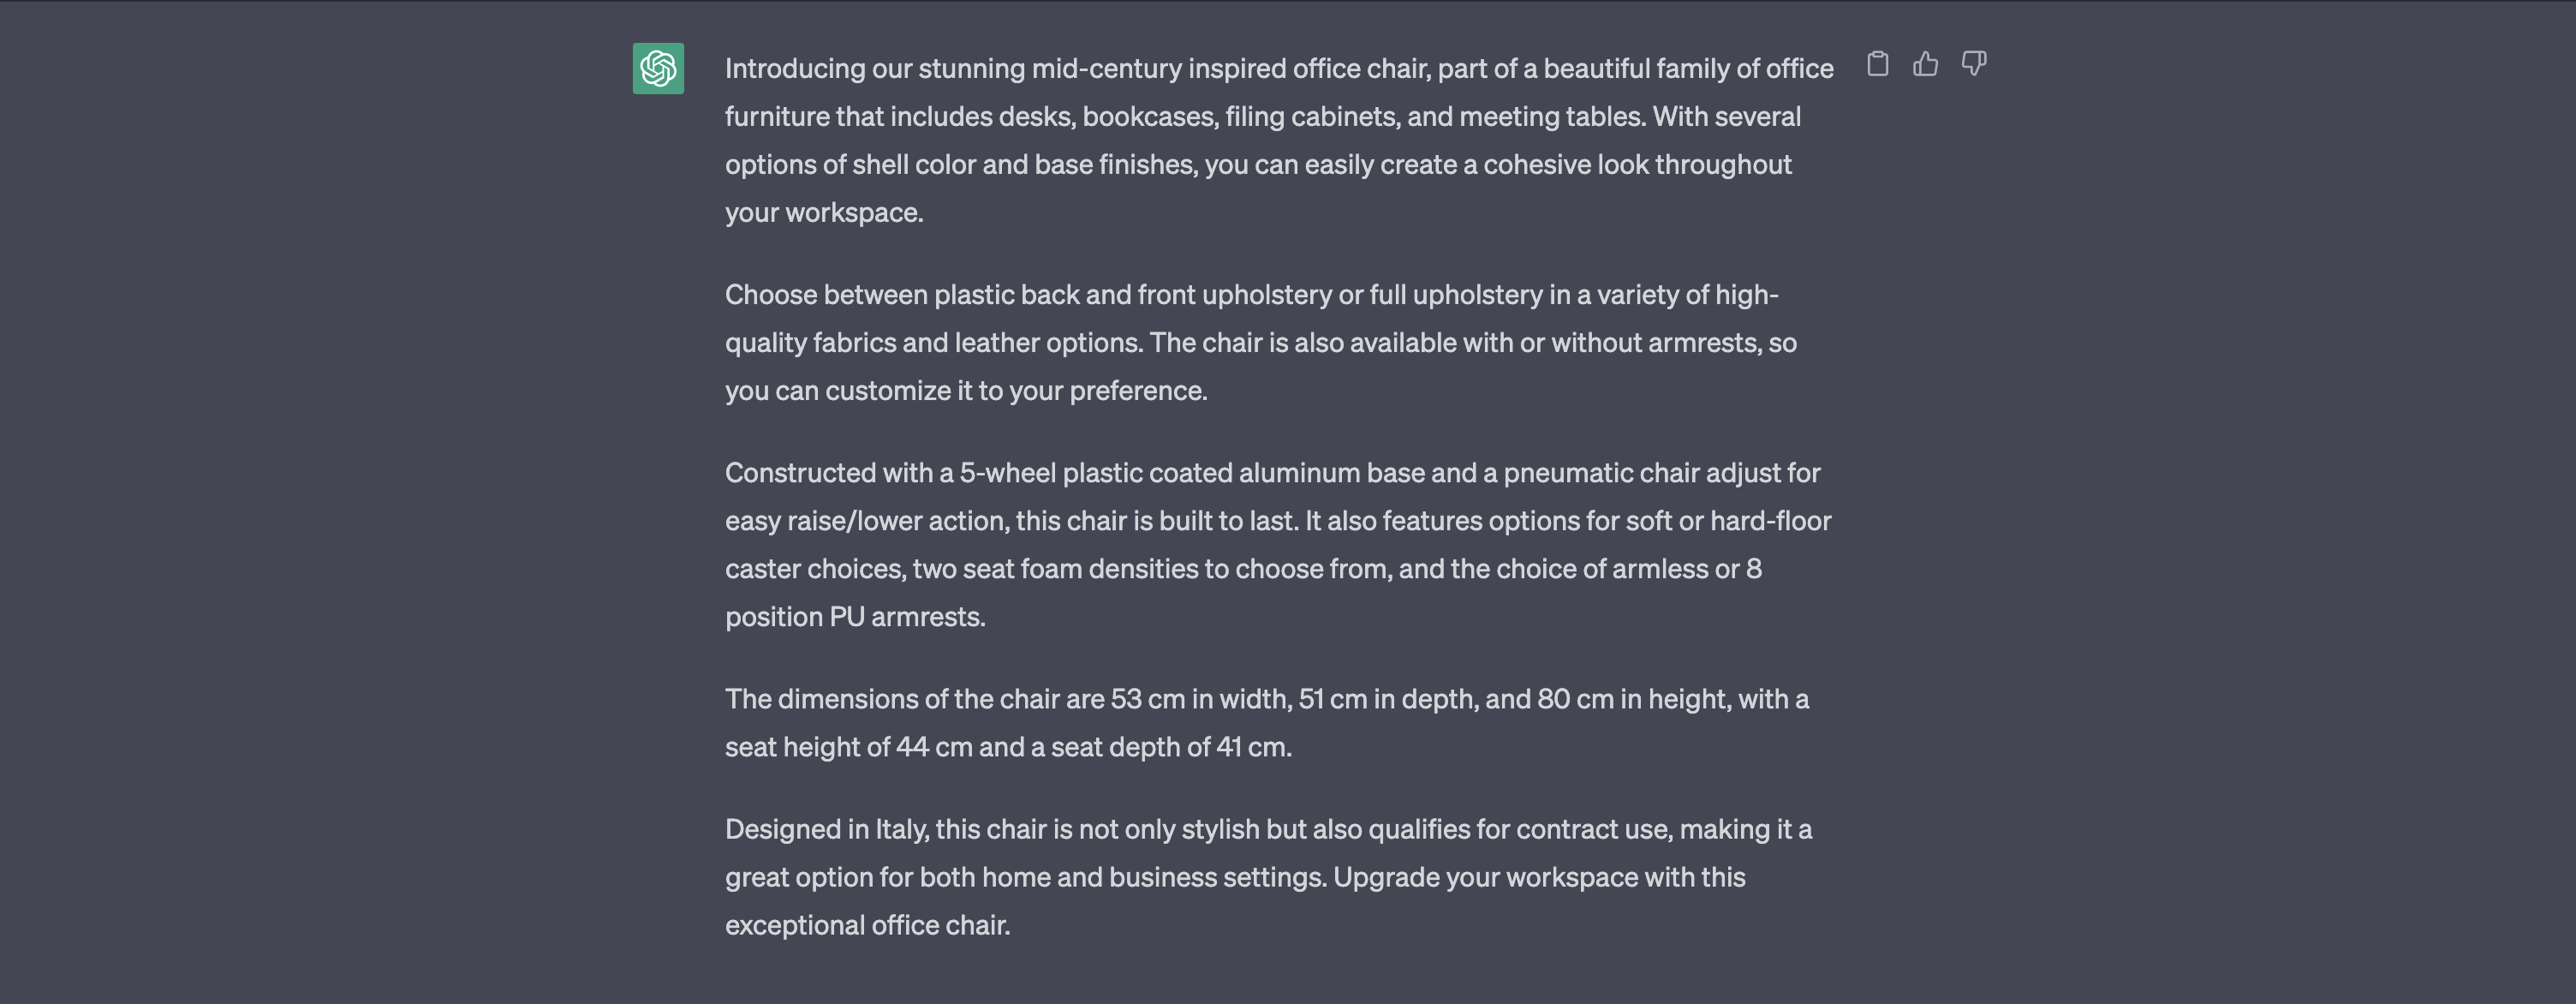 Introducing our stunning mid-century inspired office chair, part of a beautiful family of office
furniture that includes desks, bookcases, filing cabinets, and meeting tables. With several
options of shell color and base finishes, you can easily create a cohesive look throughout
your workspace.
Choose between plastic back and front upholstery or full upholstery in a variety of high-
quality fabrics and leather options. The chair is also available with or without armrests, so
you can customize it to your preference.
Constructed with a 5-wheel plastic coated aluminum base and a pneumatic chair adjust for
easy raise/lower action, this chair is built to last. It also features options for soft or hard-floor
caster choices, two seat foam densities to choose from, and the choice of armless or 8
position PU armrests.
The dimensions of the chair are 53 cm in width, 51 cm in depth, and 80 cm in height, with a
seat height of 44 cm and a seat depth of 41 cm.
Designed in Italy, this chair is not only stylish but also qualifies for contract use, making it a
great option for both home and business settings. Upgrade your workspace with this
exceptional office chair.